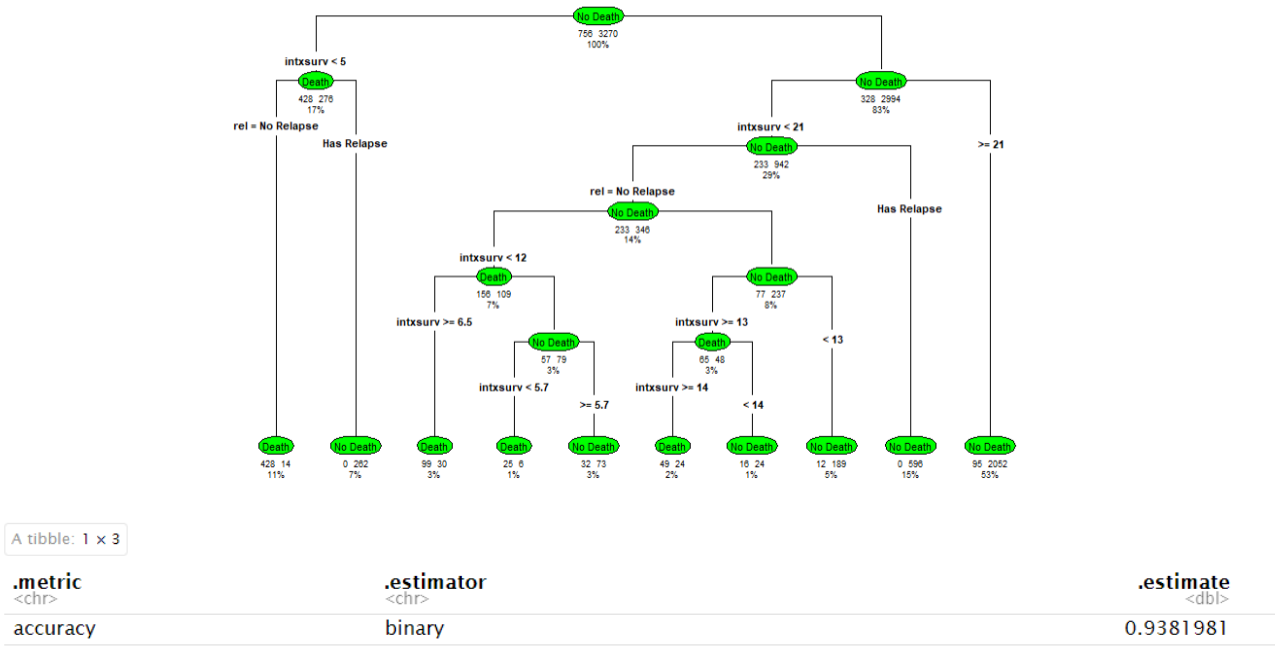 No Death
756 3270
100%
intxsurv < 5
Death
428 276
17%
No Death
328 2994
83%
rel = No Relapse
Has Relapse
intxsurv < 21
>= 21
No Death
233 942
29%
rel = No Relapse
Has Relapse
No Death
233 346
14%
intxsurv < 12
Death
156 109
7%
No Death
77 237
8%
intxsurv >= 6.5
intxsurv >= 13
< 13
No Death
57 79
3%
Death
65 48
3%
intxsurv < 5.7
>= 5.7
intxsurv >= 14
< 14
Death
428 14
11%
No Death
0 262
7%
Death
99 30
3%
Death
25 6
1%
No Death
32 73
3%
Death
49 24
2%
No Death
16 24
1%
No Death
12 189
5%
No Death
0 596
15%
No Death
95 2052
53%
A tibble: 1 × 3
.metric .estimator .estimate
<chr> <chr> <dbl>
accuracy binary 0.9381981